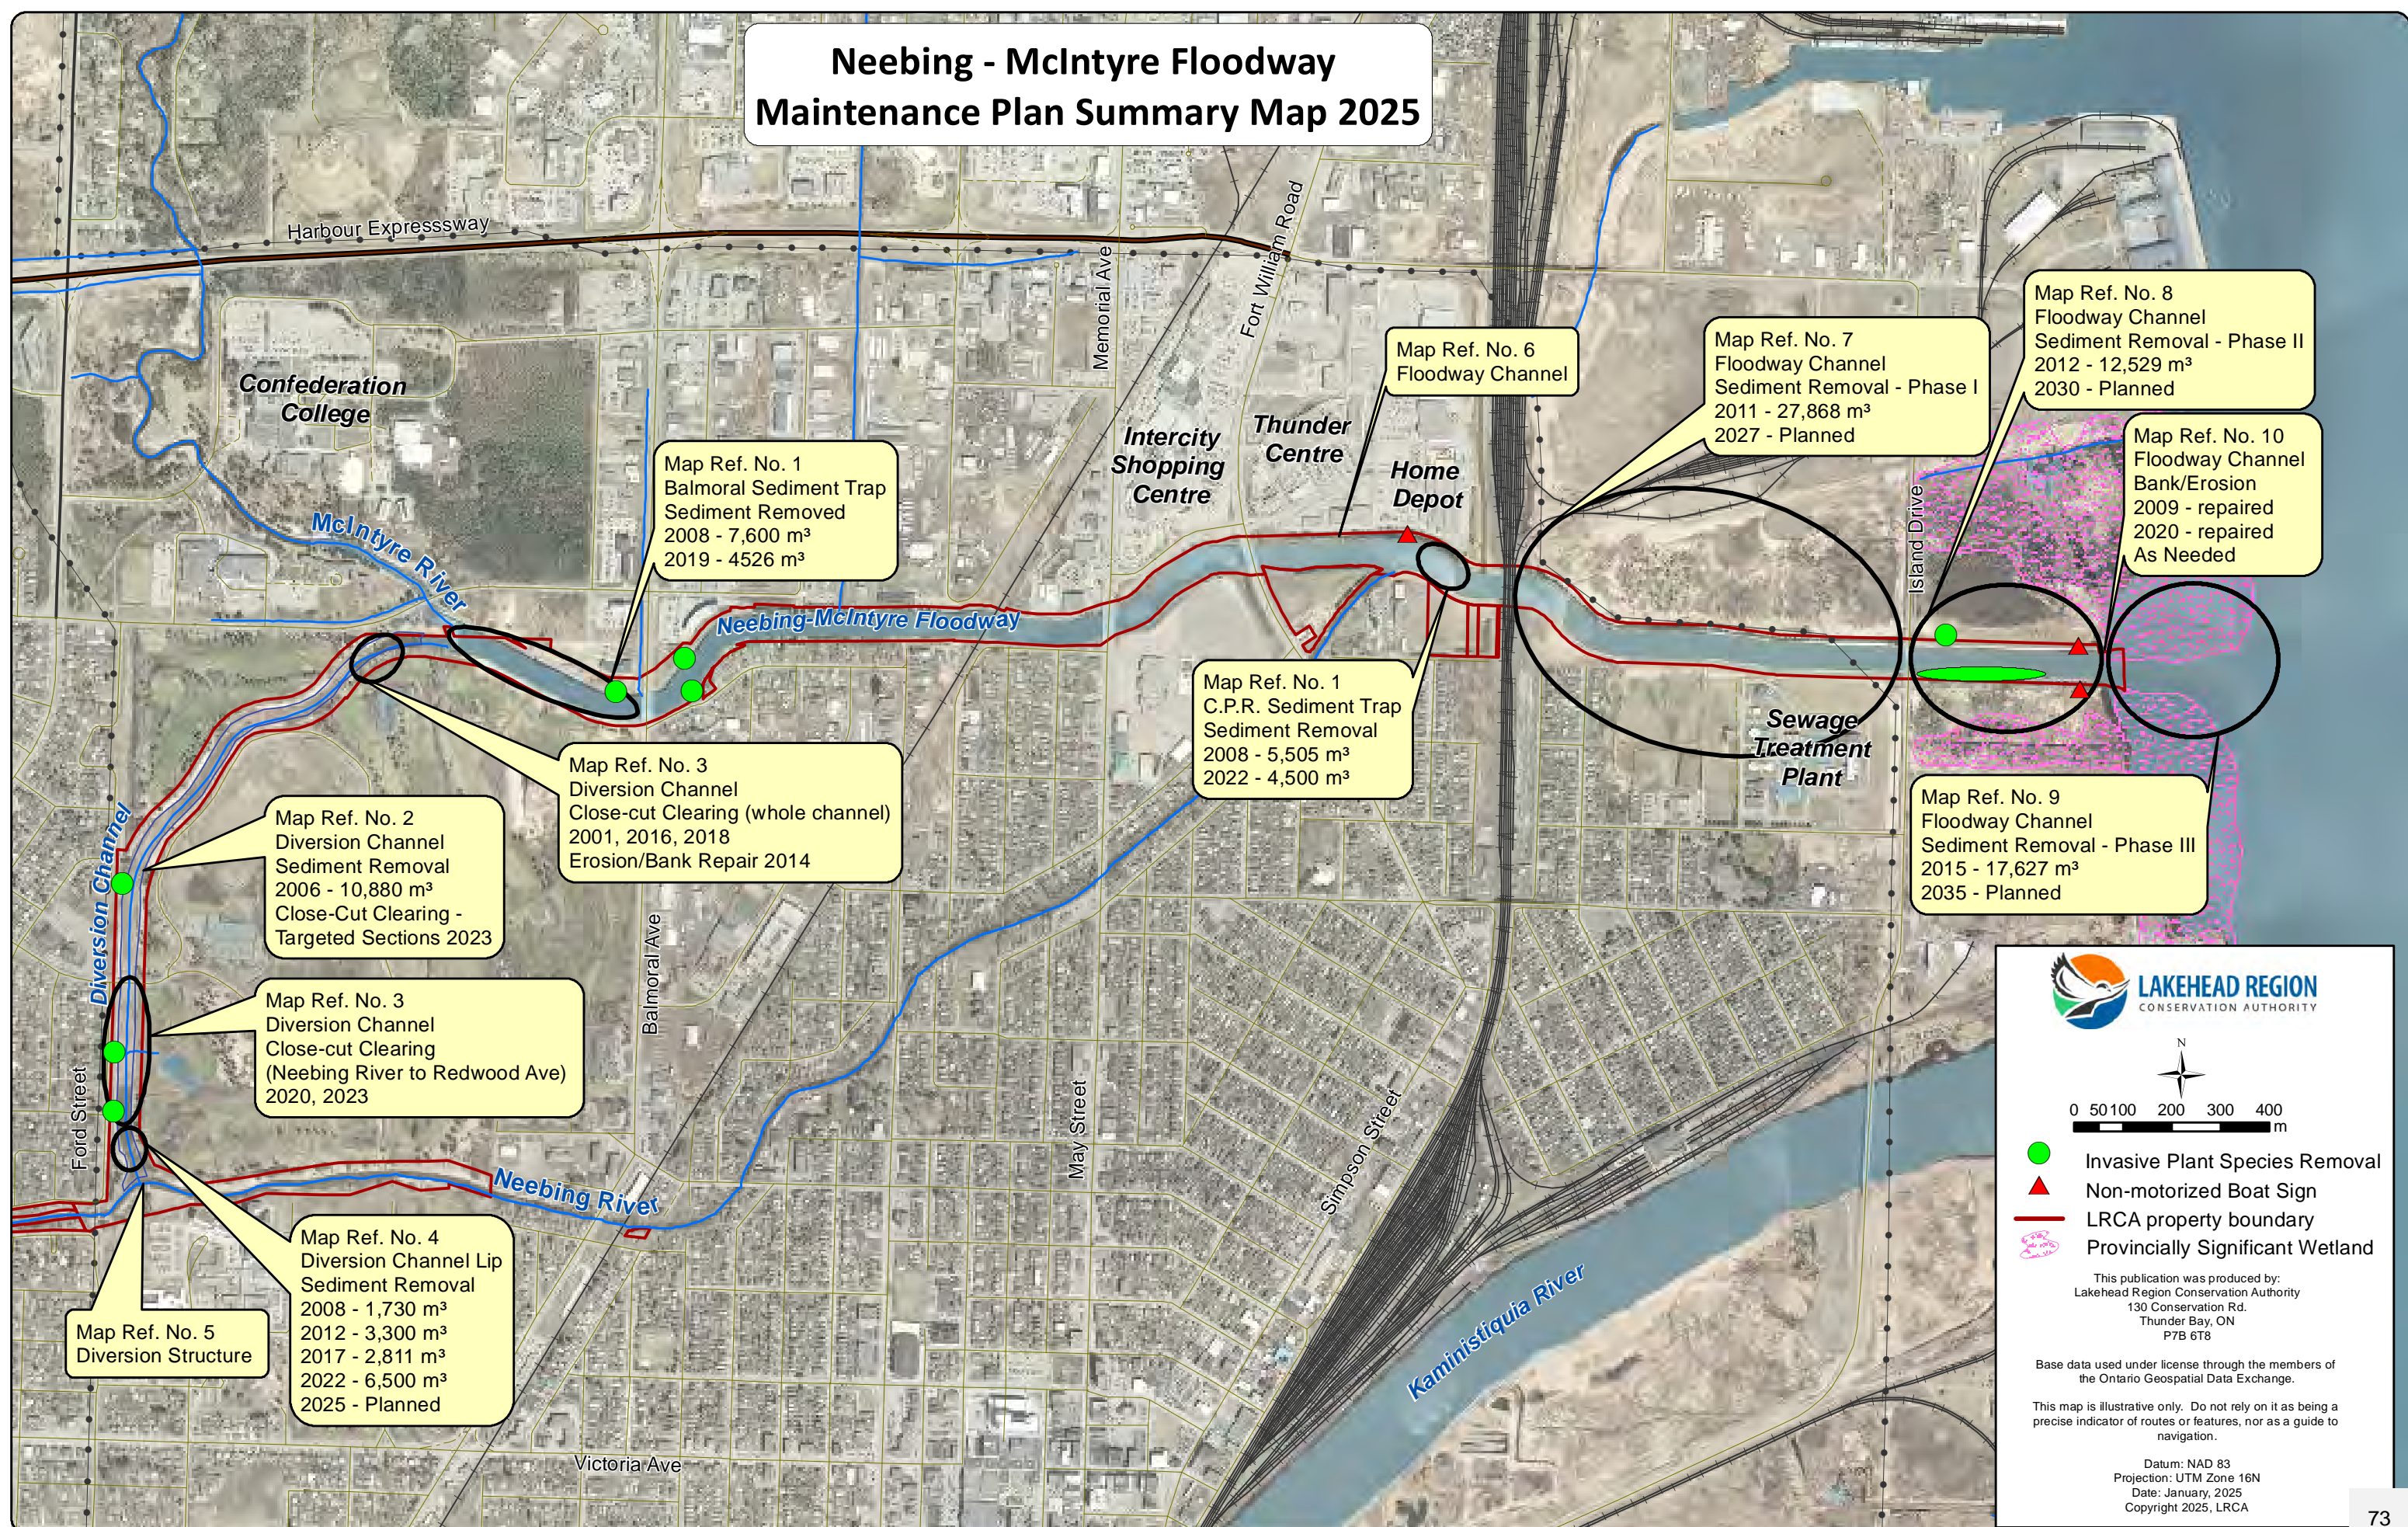 Neebing - McIntyre Floodway
Maintenance Plan Summary Map 2025
Harbour Expresssway
Memorial Ave
Fort William Road
Confederation
College
McIntyre River
Map Ref. No. 1
Balmoral Sediment Trap
Sediment Removed
2008 - 7,600 m³
2019 - 4526 m³
Intercity
Shopping
Centre
Thunder
Centre
Home
Depot
Map Ref. No. 6
Floodway Channel
Map Ref. No. 7
Floodway Channel
Sediment Removal - Phase I
2011 - 27,868 m³
2027 - Planned
Map Ref. No. 8
Floodway Channel
Sediment Removal - Phase II
2012 - 12,529 m³
2030 - Planned
Map Ref. No. 10
Floodway Channel
Bank/Erosion
2009 - repaired
2020 - repaired
As Needed
Island Drive
Neebing-McIntyre Floodway
Map Ref. No. 1
C.P.R. Sediment Trap
Sediment Removal
2008 - 5,505 m³
2022 - 4,500 m³
Sewage
Treatment
Plant
Map Ref. No. 9
Floodway Channel
Sediment Removal - Phase III
2015 - 17,627 m³
2035 - Planned
Map Ref. No. 3
Diversion Channel
Close-cut Clearing (whole channel)
2001, 2016, 2018
Erosion/Bank Repair 2014
Diversion Channel
Map Ref. No. 2
Diversion Channel
Sediment Removal
2006 - 10,880 m³
Close-Cut Clearing -
Targeted Sections 2023
Map Ref. No. 3
Diversion Channel
Close-cut Clearing
(Neebing River to Redwood Ave)
2020, 2023
Balmoral Ave
Ford Street
May Street
Simpson Street
Neebing River
Map Ref. No. 4
Diversion Channel Lip
Sediment Removal
2008 - 1,730 m³
2012 - 3,300 m³
2017 - 2,811 m³
2022 - 6,500 m³
2025 - Planned
Map Ref. No. 5
Diversion Structure
Kaministiquia River
Victoria Ave
LAKEHEAD REGION
CONSERVATION AUTHORITY
N
0 50 100 200 300 400
m
Invasive Plant Species Removal
Non-motorized Boat Sign
LRCA property boundary
Provincially Significant Wetland
This publication was produced by:
Lakehead Region Conservation Authority
130 Conservation Rd.
Thunder Bay, ON
P7B 6T8
Base data used under license through the members of
the Ontario Geospatial Data Exchange.
This map is illustrative only. Do not rely on it as being a
precise indicator of routes or features, nor as a guide to
navigation.
Datum: NAD 83
Projection: UTM Zone 16N
Date: January, 2025
Copyright 2025, LRCA
73